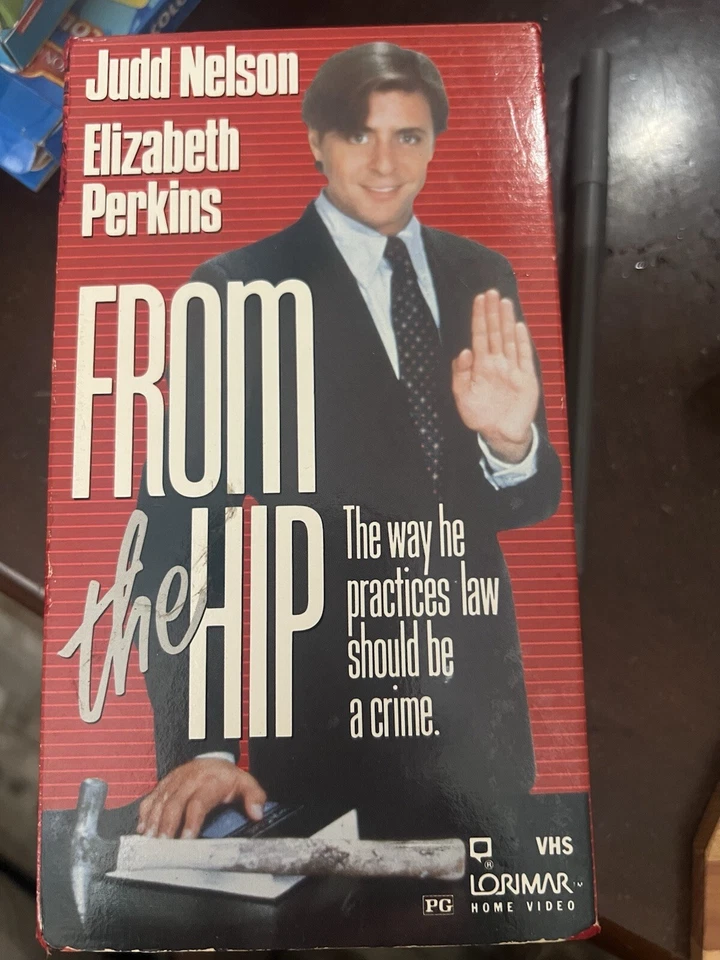 Judd Nelson
Elizabeth
Perkins
FROM
the HIP
The way he
practices law
should be
a crime.
VHS
®
LORIMAR™
HOME VIDEO
PG